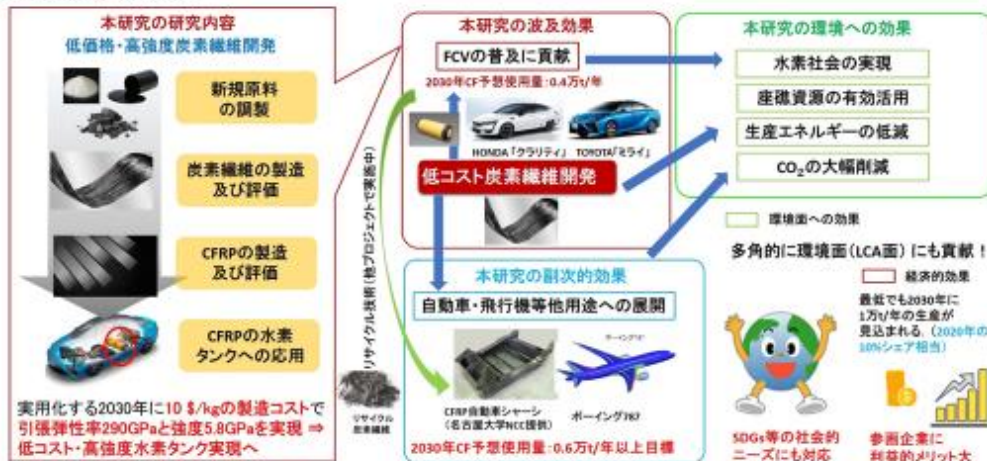 本研究の研究内容
低価格・高強度炭素繊維開発
新規原料
の調製
炭素繊維の製造
及び評価
CFRPの製造
及び評価
CFRPの水素
タンクへの応用
実用化する2030年に10 $/kgの製造コストで
引張弾性率290GPaと強度5.8GPaを実現 ⇒
低コスト・高強度水素タンク実現へ
本研究の波及効果
FCVの普及に貢献
2030年CF予想使用量:0.4万t/年
HONDA「クラリティ」
TOYOTA「ミライ」
低コスト炭素繊維開発
リサイクル技術(他プロジェクトで実施中)
リサイクル
炭素繊維
本研究の副次的効果
自動車・飛行機等他用途への展開
CFRP自動車シャーシ
(名古屋大学NCC提供)
ボーイング787
2030年CF予想使用量:0.6万t/年以上目標
本研究の環境への効果
水素社会の実現
座礁資源の有効活用
生産エネルギーの低減
CO₂の大幅削減
環境面への効果
多角的に環境面(LCA面)にも貢献!
経済的効果
最低でも2030年に
1万t/年の生産が
見込まれる.(2020年の
10%シェア相当)
SDGs等の社会的
ニーズにも対応
参画企業に
利益的メリット大